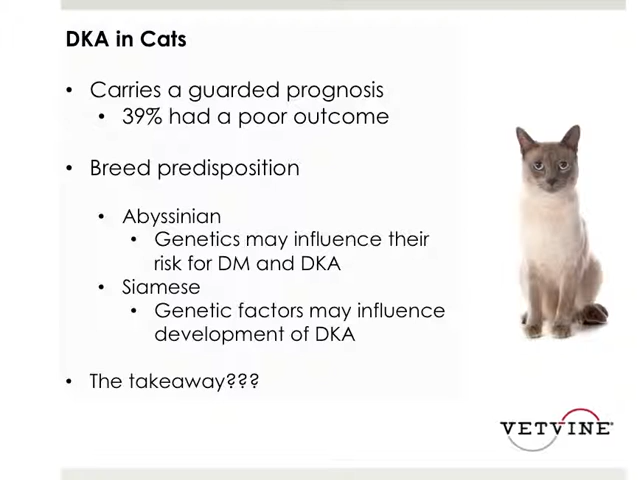 DKA in Cats
• Carries a guarded prognosis
• 39% had a poor outcome
• Breed predisposition
• Abyssinian
• Genetics may influence their
risk for DM and DKA
• Siamese
• Genetic factors may influence
development of DKA
• The takeaway???
VETVINE®